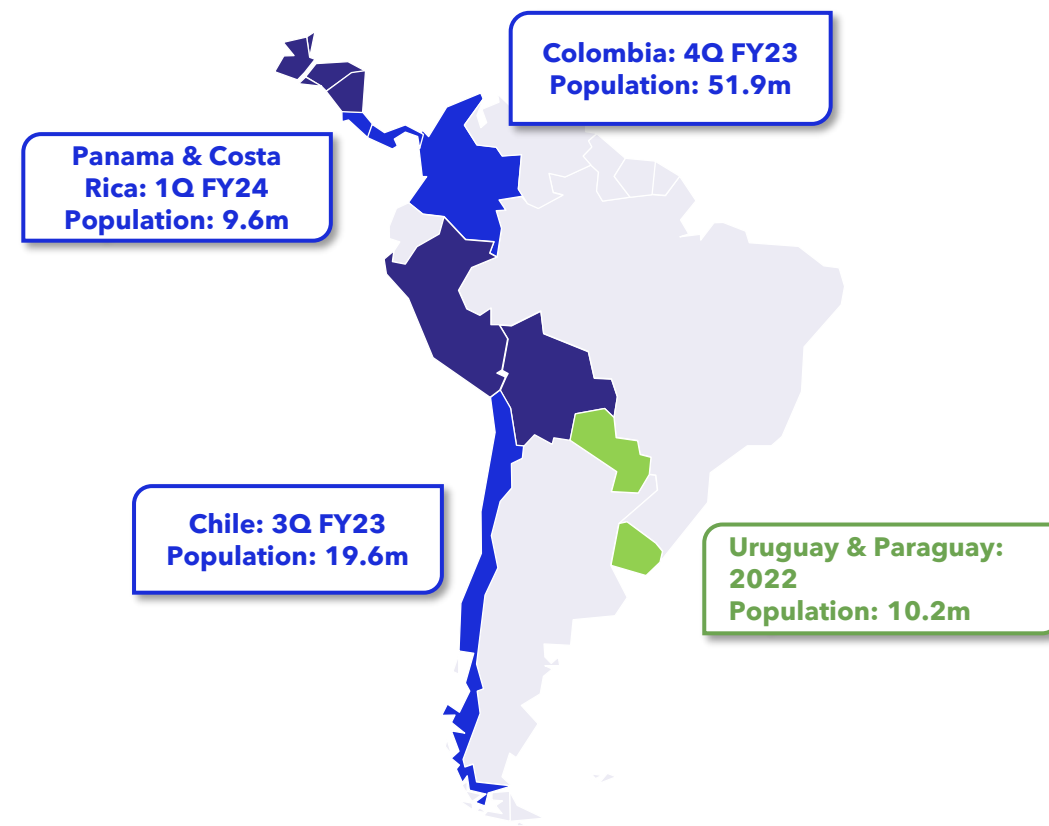 Colombia: 4Q FY23
Population: 51.9m
Panama & Costa
Rica: 1Q FY24
Population: 9.6m
Chile: 3Q FY23
Population: 19.6m
Uruguay & Paraguay:
2022
Population: 10.2m